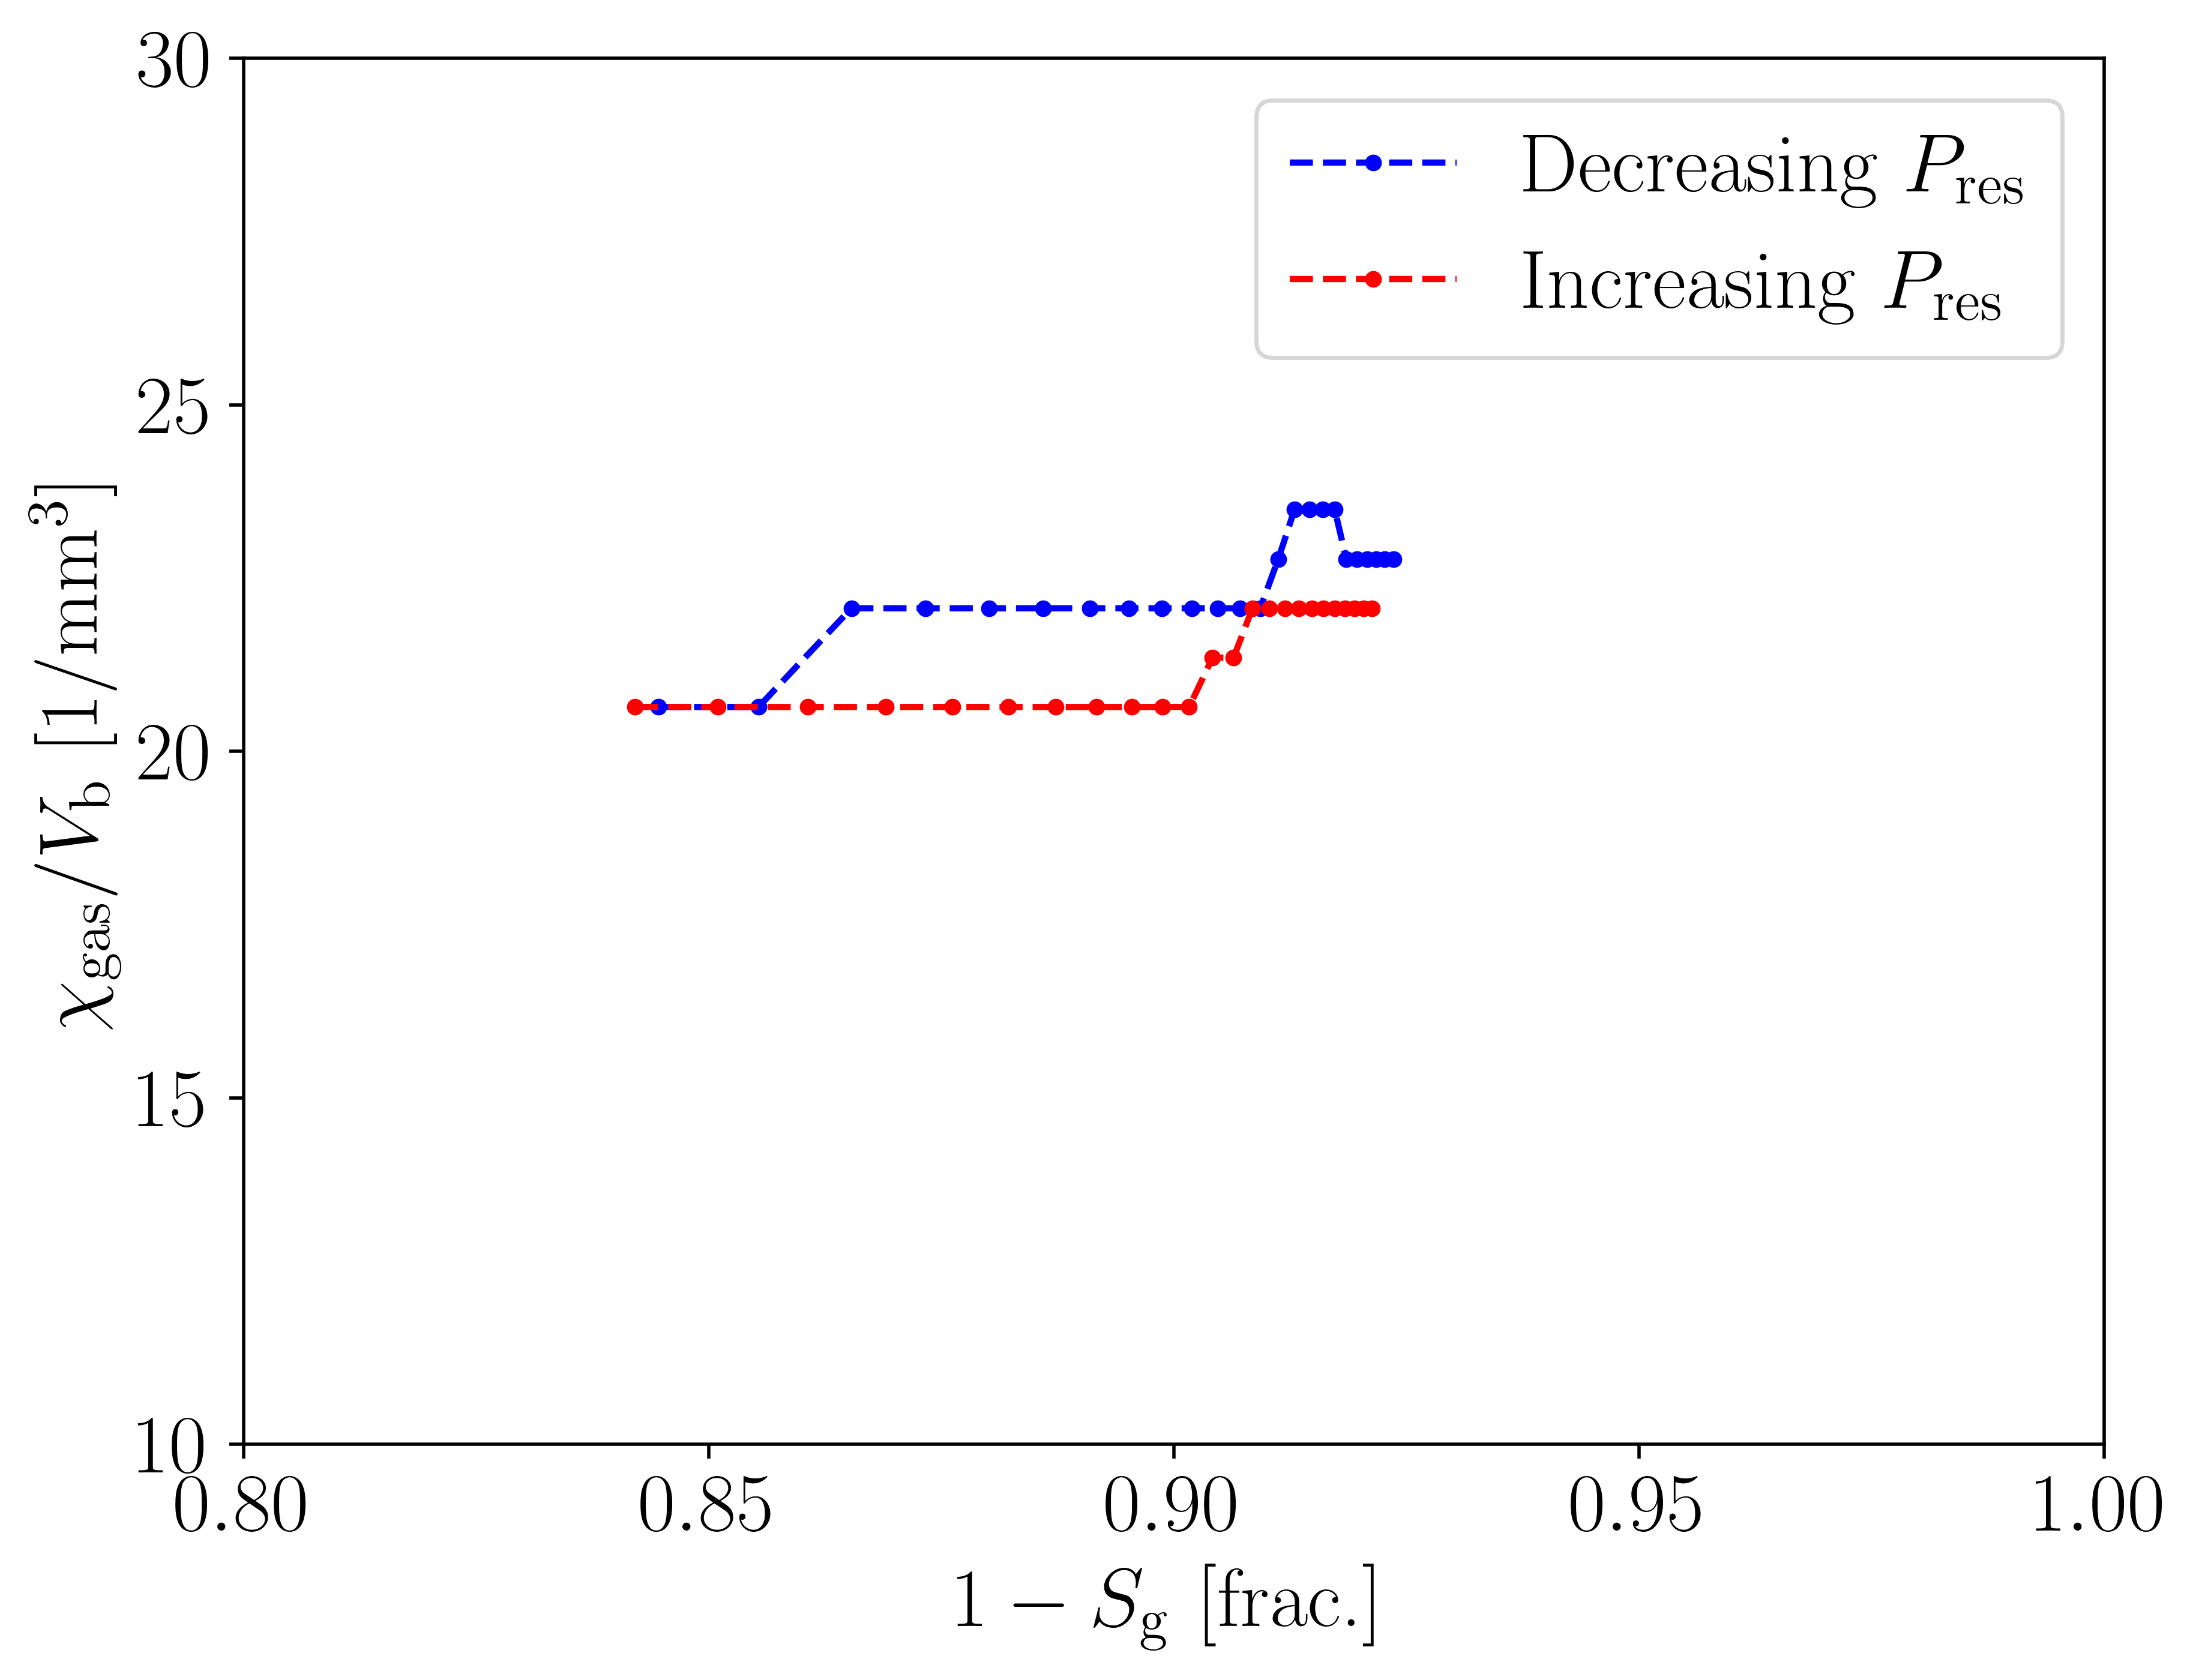 30
25
20
15
10
χgas/Vb [1/mm³]
Decreasing Pres
Increasing Pres
0.80 0.85 0.90 0.95 1.00
1 − Sg [frac.]